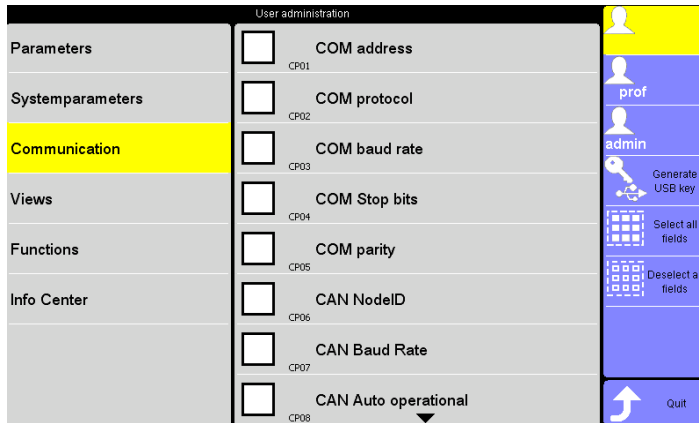 User administration
Parameters
Systemparameters
Communication
Views
Functions
Info Center
COM address
CP01
COM protocol
CP02
COM baud rate
CP03
COM Stop bits
CP04
COM parity
CP05
CAN NodeID
CP06
CAN Baud Rate
CP07
CAN Auto operational
CP08
prof
admin
Generate
USB key
Select all
fields
Deselect a
fields
Quit